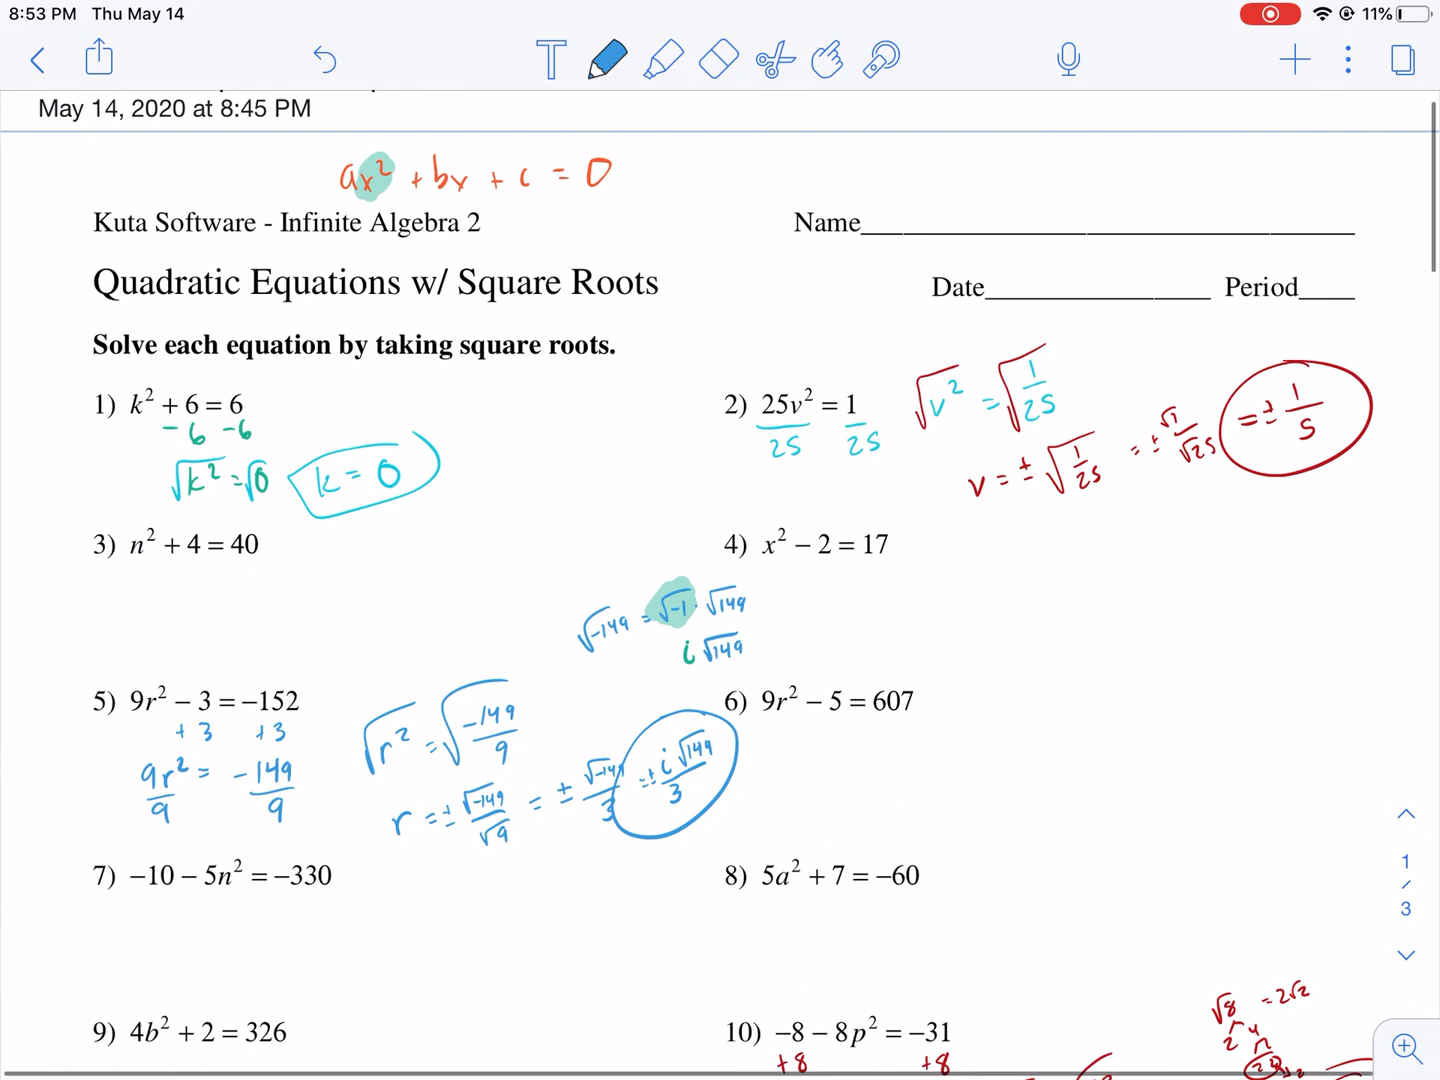 8:53 PM Thu May 14
11%
T
May 14, 2020 at 8:45 PM
ax² + bx + c = 0
Kuta Software - Infinite Algebra 2
Name
Quadratic Equations w/ Square Roots
Date Period
Solve each equation by taking square roots.
1) k² + 6 = 6
− 6 −6
√k² = √0
k = 0
2) 25v² = 1
25 25
√v² = √1/25
v = ± √1/25 = ± √1/√25 = ± 1/5
3) n² + 4 = 40
4) x² − 2 = 17
√−149 = √−1 · √149
i √149
5) 9r² − 3 = −152
+ 3 + 3
9r² = −149
9 9
√r² = √−149/9
r = ± √−149/√9 = ± √−149/3 = ± i√149/3
6) 9r² − 5 = 607
7) −10 − 5n² = −330
8) 5a² + 7 = −60
1
/
3
9) 4b² + 2 = 326
10) −8 − 8p² = −31
+8 +8
√8 = 2√2
2 4